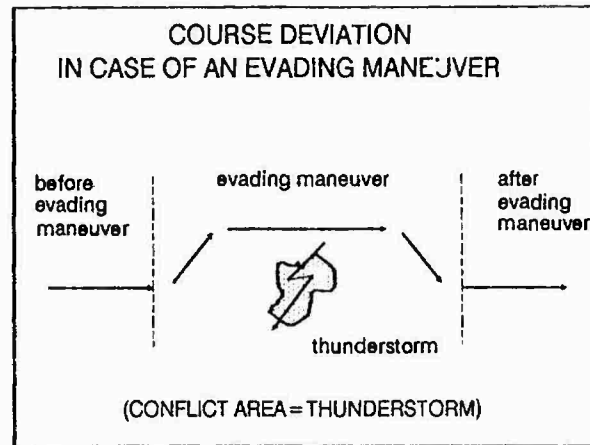 COURSE DEVIATION
IN CASE OF AN EVADING MANEUVER
before
evading
maneuver
evading maneuver
after
evading
maneuver
thunderstorm
(CONFLICT AREA=THUNDERSTORM)